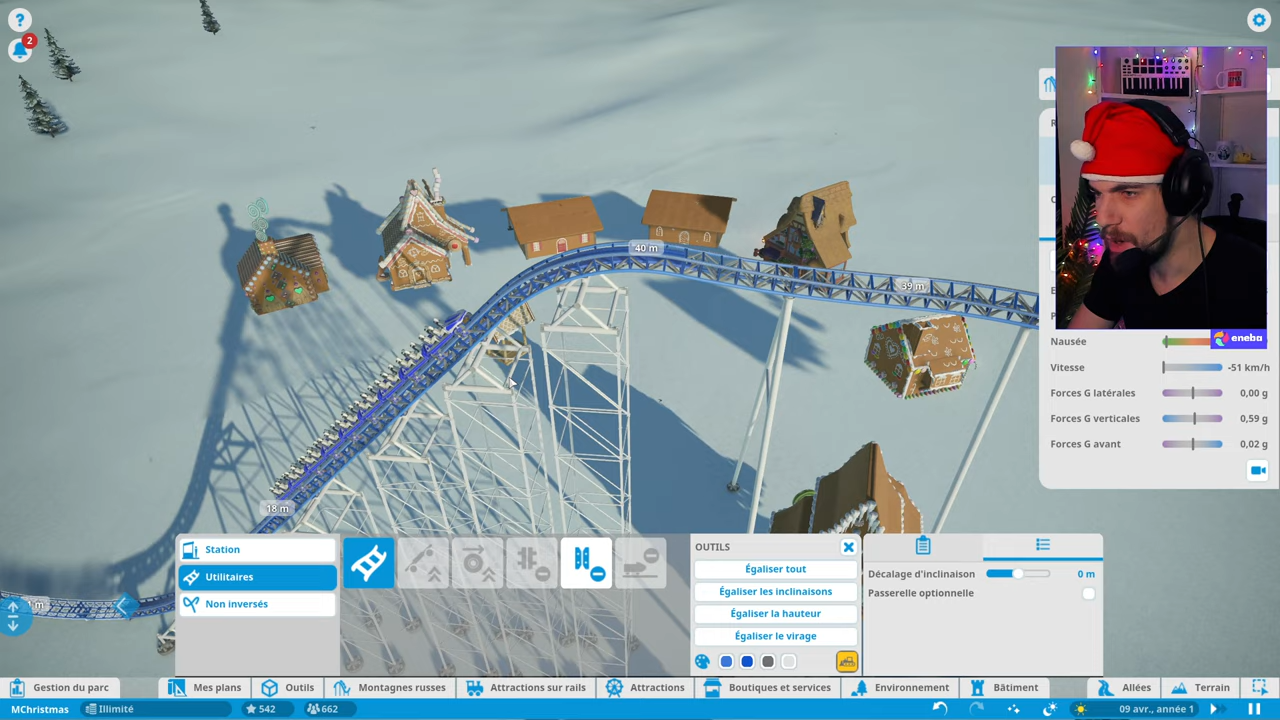 ?
2
40 m
39 m
18 m
eneba
Nausée
Vitesse
-51 km/h
Forces G latérales
0,00 g
Forces G verticales
0,59 g
Forces G avant
0,02 g
Station
Utilitaires
Non inversés
OUTILS
Égaliser tout
Égaliser les inclinaisons
Égaliser la hauteur
Égaliser le virage
Décalage d'inclinaison
0 m
Passerelle optionnelle
Gestion du parc
Mes plans
Outils
Montagnes russes
Attractions sur rails
Attractions
Boutiques et services
Environnement
Bâtiment
Allées
Terrain
MChristmas
Illimité
542
662
09 avr., année 1